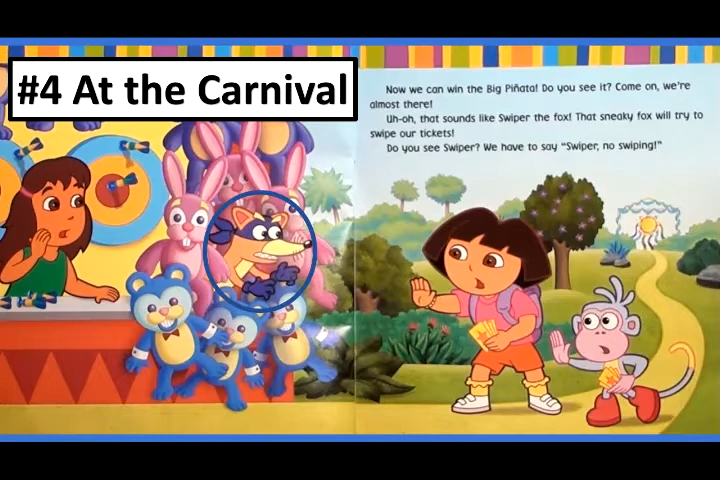 #4 At the Carnival
Now we can win the Big Piñata! Do you see it? Come on, we're
almost there!
Uh-oh, that sounds like Swiper the fox! That sneaky fox will try to
swipe our tickets!
Do you see Swiper? We have to say "Swiper, no swiping!"